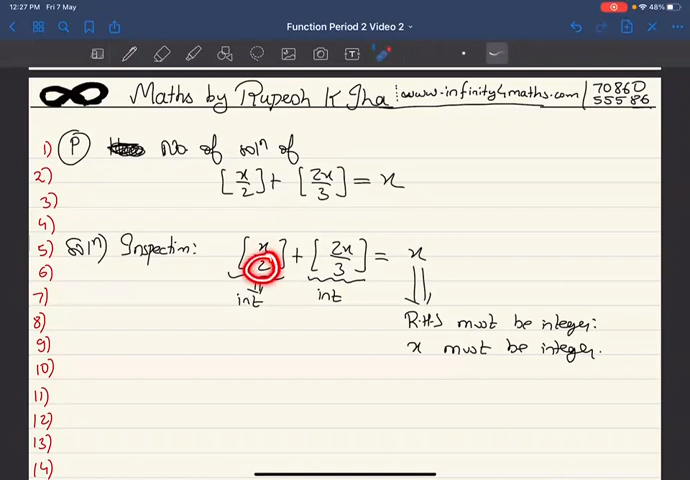 12:27 PM Fri 7 May
48%
Function Period 2 Video 2
Maths by Rupesh K Jha www.infinity4maths.com 70860 55586
1) P No of solⁿ of
2) [x/2] + [2x/3] = x
3)
4)
5) Solⁿ) Inspection: [x/2] + [2x/3] = x
6)
7) int int
8) R.H.S must be integer:
9) x must be integer.
10)
11)
12)
13)
14)